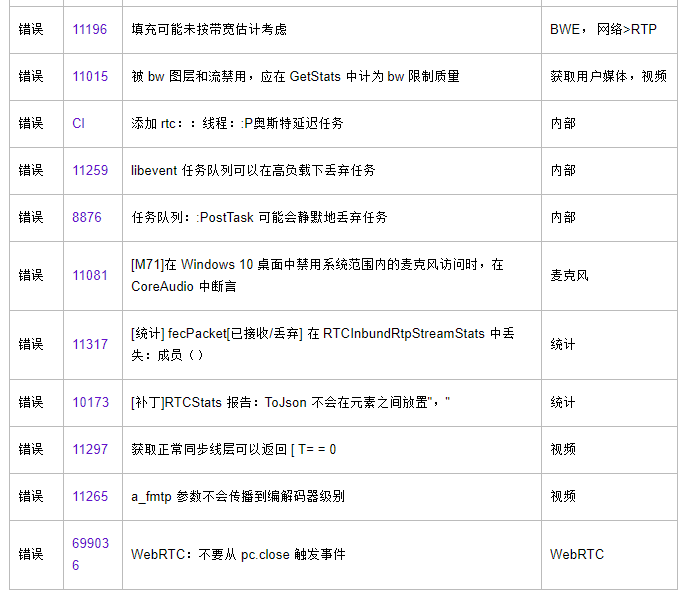 错误 11196 填充可能未按带宽估计考虑 BWE， 网络>RTP
错误 11015 被 bw 图层和流禁用，应在 GetStats 中计为 bw 限制质量 获取用户媒体，视频
错误 CI 添加 rtc：：线程：:P奥斯特延迟任务 内部
错误 11259 libevent 任务队列可以在高负载下丢弃任务 内部
错误 8876 任务队列：:PostTask 可能会静默地丢弃任务 内部
错误 11081 [M71]在 Windows 10 桌面中禁用系统范围内的麦克风访问时，在
CoreAudio 中断言 麦克风
错误 11317 [统计] fecPacket[已接收/丢弃] 在 RTCInbundRtpStreamStats 中丢
失：成员（） 统计
错误 10173 [补丁]RTCStats 报告：ToJson 不会在元素之间放置"，" 统计
错误 11297 获取正常同步线层可以返回 [ T= = 0 视频
错误 11265 a_fmtp 参数不会传播到编解码器级别 视频
错误 69903
6 WebRTC：不要从 pc.close 触发事件 WebRTC